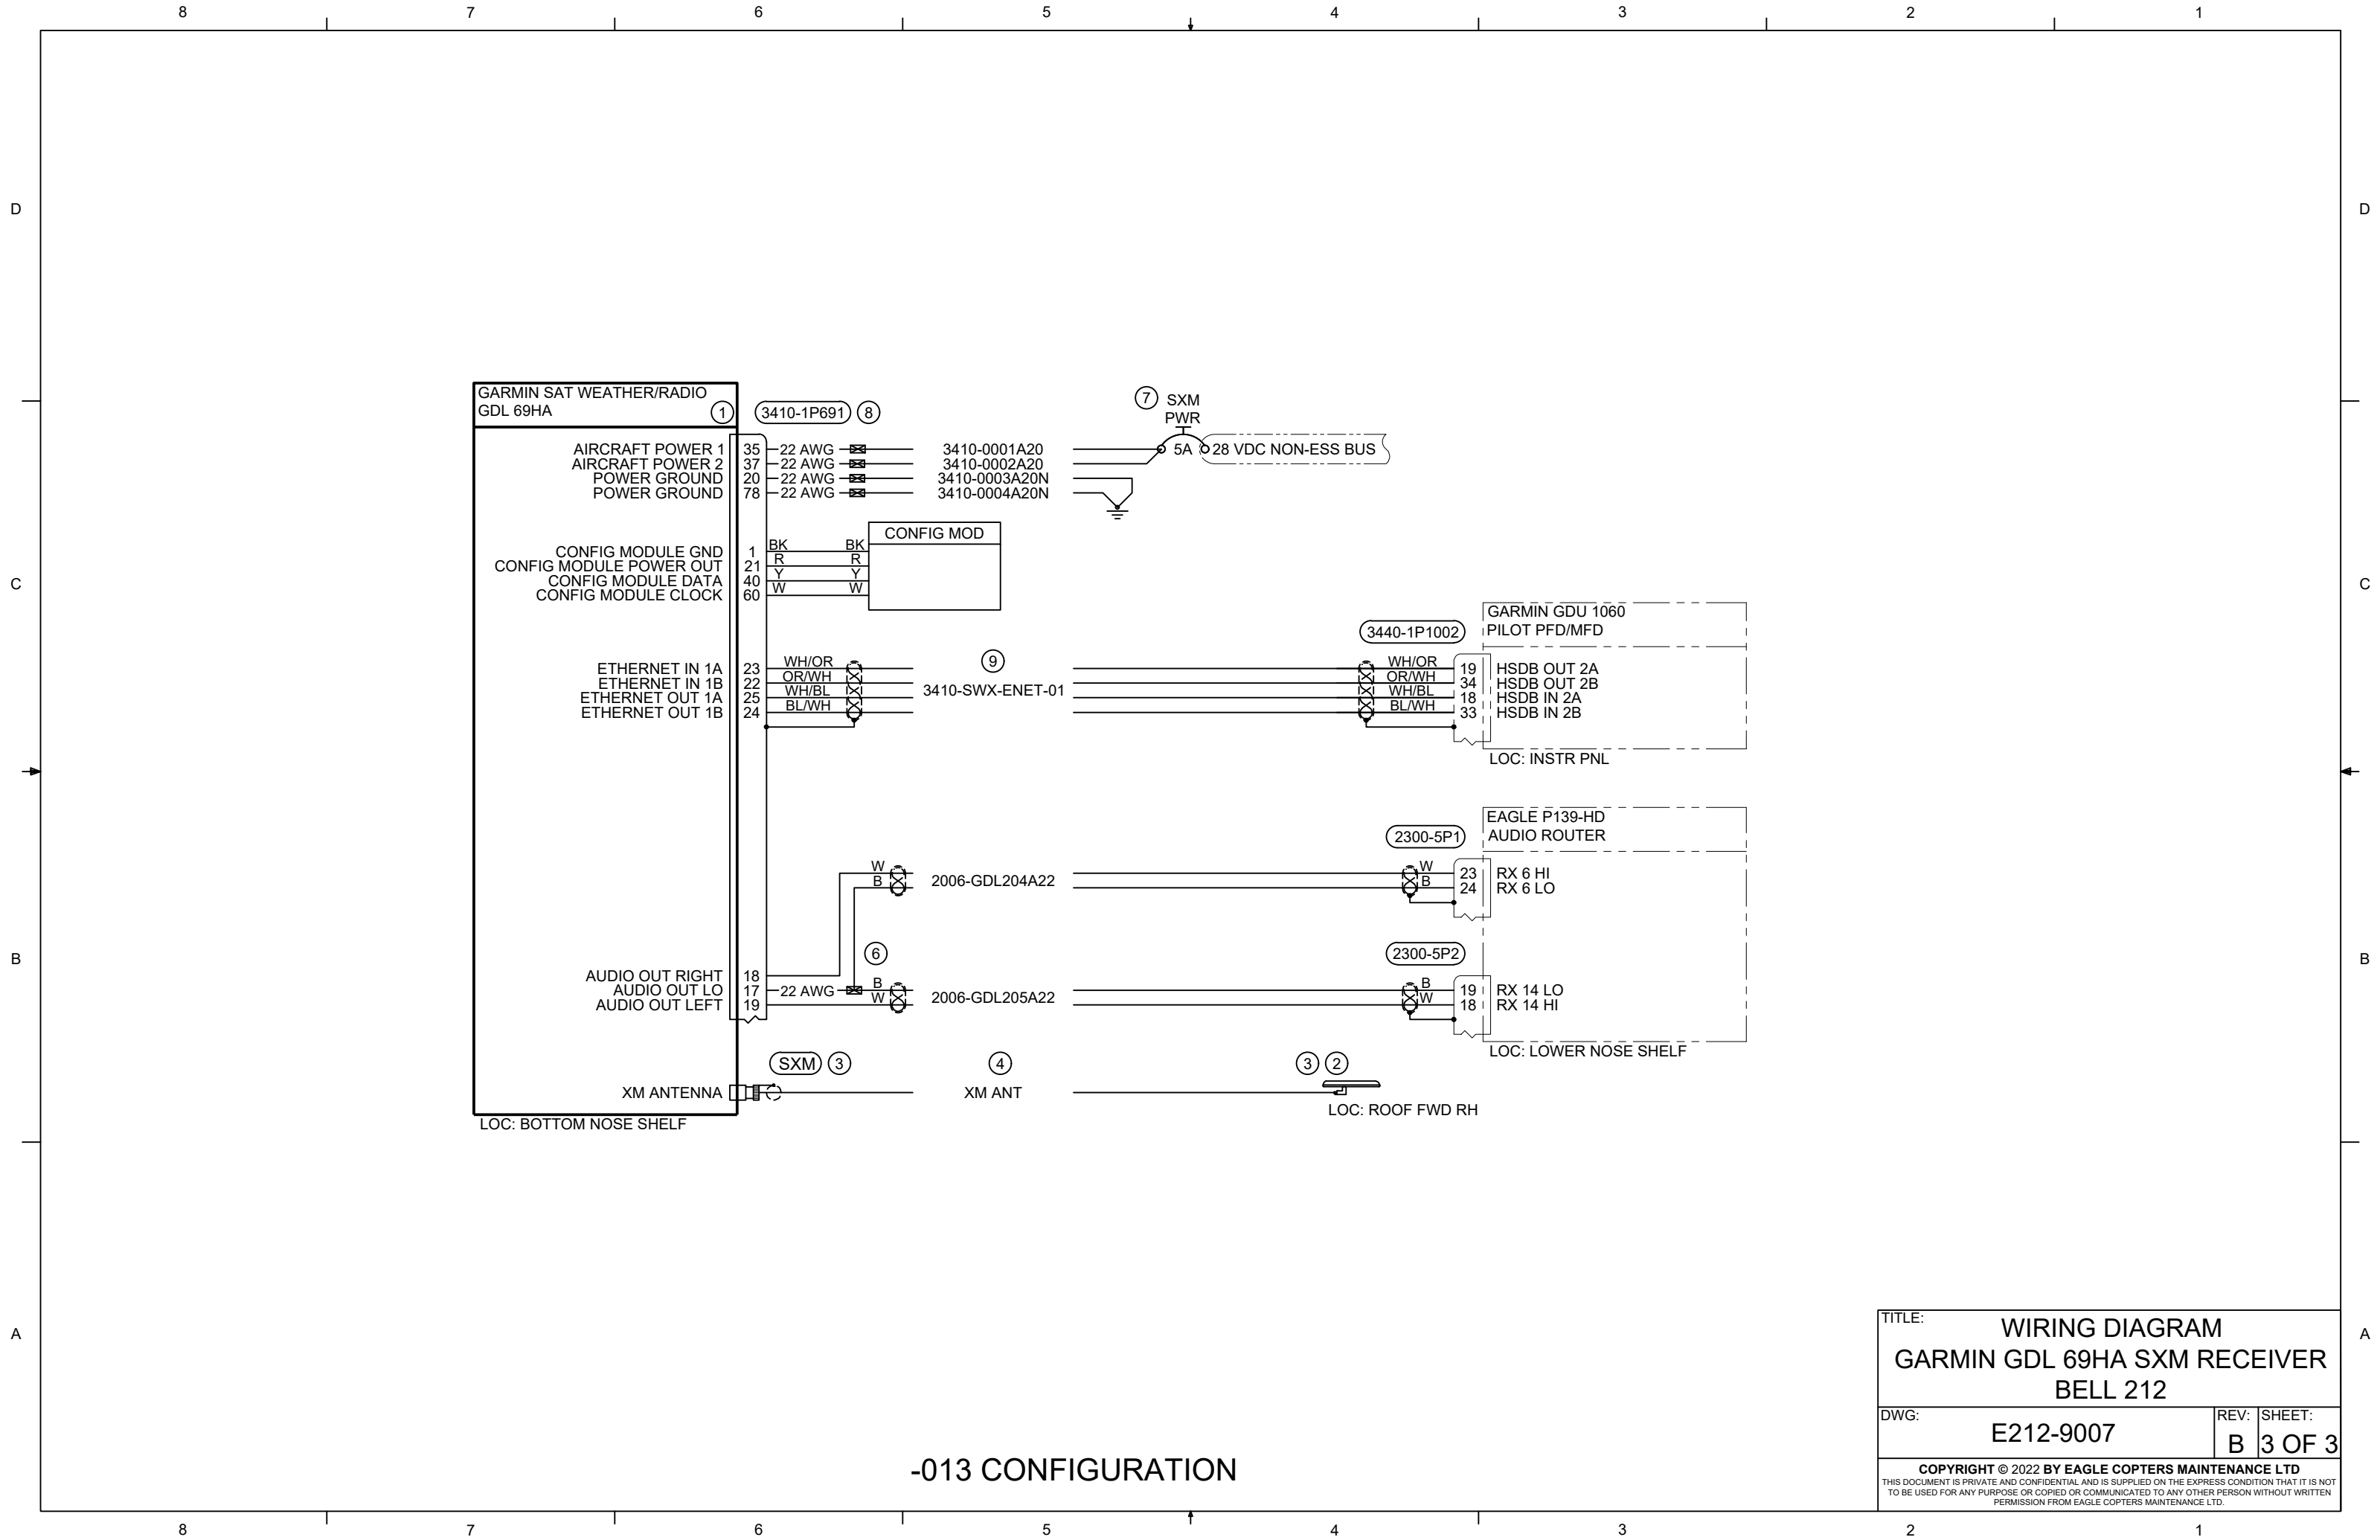 8 7 6 5 4 3 2 1
D D
GARMIN SAT WEATHER/RADIO
GDL 69HA
1
3410-1P691 8
7 SXM
PWR
AIRCRAFT POWER 1 35 22 AWG 3410-0001A20 5A 28 VDC NON-ESS BUS
AIRCRAFT POWER 2 37 22 AWG 3410-0002A20
POWER GROUND 20 22 AWG 3410-0003A20N
POWER GROUND 78 22 AWG 3410-0004A20N
CONFIG MOD
CONFIG MODULE GND 1 BK BK
CONFIG MODULE POWER OUT 21 R R
CONFIG MODULE DATA 40 Y Y
CONFIG MODULE CLOCK 60 W W
C C
GARMIN GDU 1060
3440-1P1002 PILOT PFD/MFD
9
ETHERNET IN 1A 23 WH/OR WH/OR 19 HSDB OUT 2A
ETHERNET IN 1B 22 OR/WH OR/WH 34 HSDB OUT 2B
3410-SWX-ENET-01
ETHERNET OUT 1A 25 WH/BL WH/BL 18 HSDB IN 2A
ETHERNET OUT 1B 24 BL/WH BL/WH 33 HSDB IN 2B
LOC: INSTR PNL
EAGLE P139-HD
2300-5P1 AUDIO ROUTER
W W 23 RX 6 HI
2006-GDL204A22
B B 24 RX 6 LO
B B
6 2300-5P2
AUDIO OUT RIGHT 18
AUDIO OUT LO 17 22 AWG B B 19 RX 14 LO
2006-GDL205A22
AUDIO OUT LEFT 19 W W 18 RX 14 HI
LOC: LOWER NOSE SHELF
SXM 3 4 3 2
XM ANTENNA XM ANT
LOC: ROOF FWD RH
LOC: BOTTOM NOSE SHELF
A A
TITLE:
WIRING DIAGRAM
GARMIN GDL 69HA SXM RECEIVER
BELL 212
DWG: REV: SHEET:
E212-9007 B 3 OF 3
COPYRIGHT © 2022 BY EAGLE COPTERS MAINTENANCE LTD
THIS DOCUMENT IS PRIVATE AND CONFIDENTIAL AND IS SUPPLIED ON THE EXPRESS CONDITION THAT IT IS NOT
TO BE USED FOR ANY PURPOSE OR COPIED OR COMMUNICATED TO ANY OTHER PERSON WITHOUT WRITTEN
PERMISSION FROM EAGLE COPTERS MAINTENANCE LTD.
-013 CONFIGURATION
8 7 6 5 4 3 2 1